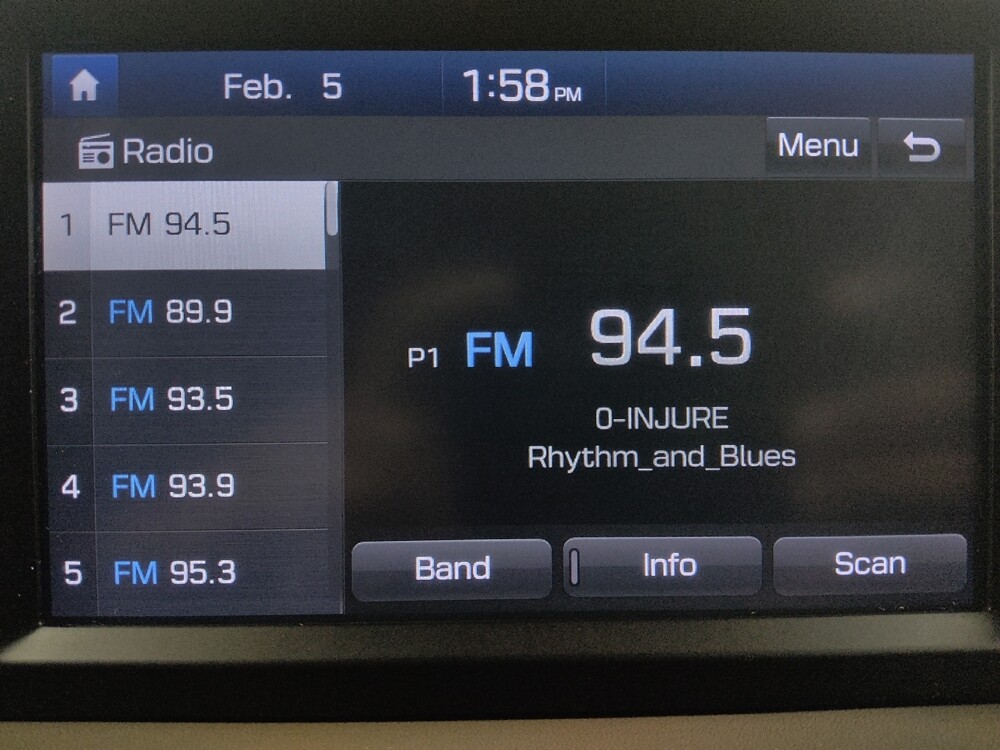 Feb. 5 1:58 PM
Radio Menu
1 FM 94.5
2 FM 89.9
3 FM 93.5
4 FM 93.9
5 FM 95.3
P1 FM 94.5
0-INJURE
Rhythm_and_Blues
Band Info Scan